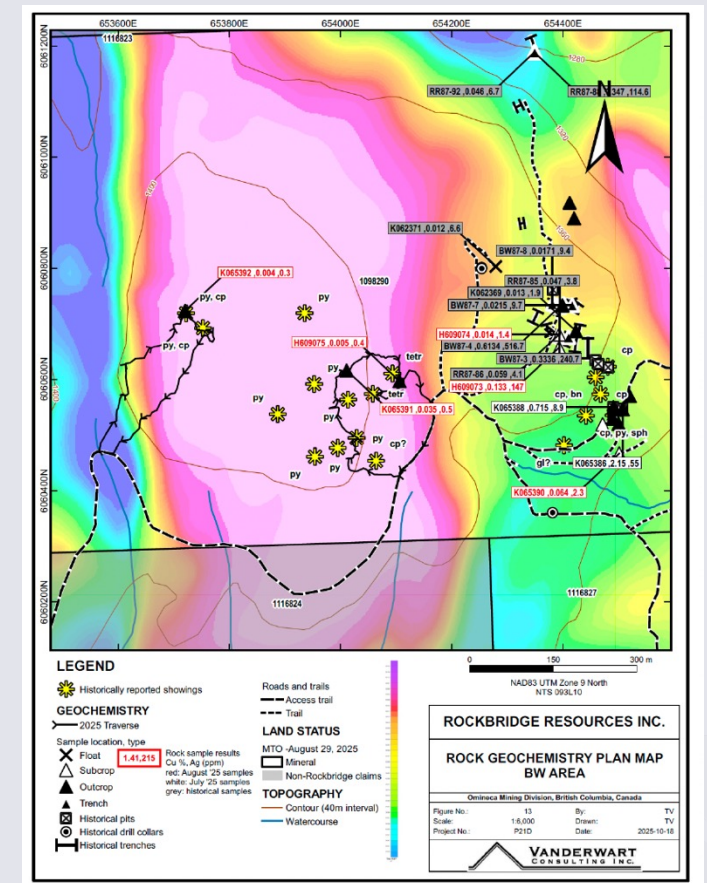 653600E
653800E
654000E
654200E
654400E
6061200N
6061000N
6060800N
6060600N
6060400N
6060200N
1116823
1280
RR87-92 ,0.046 ,6.7
347 ,114.6
N
1320
1360
K062371 ,0.012 ,6.6
BW87-8 ,0.0171 ,9.4
K065392 ,0.004 ,0.3
1098290
RR87-85 ,0.047 ,3.8
K062369 ,0.013 ,1.9
BW87-7 ,0.0215 ,9.7
py, cp
py
H609075 ,0.005 ,0.4
H609074 ,0.014 ,1.4
BW87-4 ,0.6134 ,516.7
BW87-3 ,0.3336 ,240.7
py, cp
tetr
py
cp
RR87-86 ,0.059 ,4.1
H609073 ,0.133 ,147
py
tetr
cp, bn
K065391 ,0.035 ,0.5
K065388 ,0.715 ,8.9
py
py
py
cp?
cp, py, sph
py
py
gl?
K065386 ,2.15 ,55
K065390 ,0.064 ,2.3
1116824
1116827
LEGEND
Historically reported showings
GEOCHEMISTRY
2025 Traverse
Sample location, type
Float
Subcrop
Outcrop
Trench
Historical pits
Historical drill collars
Historical trenches
1.41,215
Rock sample results
Cu %, Ag (ppm)
red: August '25 samples
white: July '25 samples
grey: historical samples
Roads and trails
Access trail
Trail
LAND STATUS
MTO -August 29, 2025
Mineral
Non-Rockbridge claims
TOPOGRAPHY
Contour (40m interval)
Watercourse
0 150 300 m
NAD83 UTM Zone 9 North
NTS 093L10
ROCKBRIDGE RESOURCES INC.
ROCK GEOCHEMISTRY PLAN MAP
BW AREA
Omineca Mining Division, British Columbia, Canada
Figure No.: 13 By: TV
Scale: 1:6,000 Drawn: TV
Project No.: P21D Date: 2025-10-18
VANDERWART
CONSULTING INC.